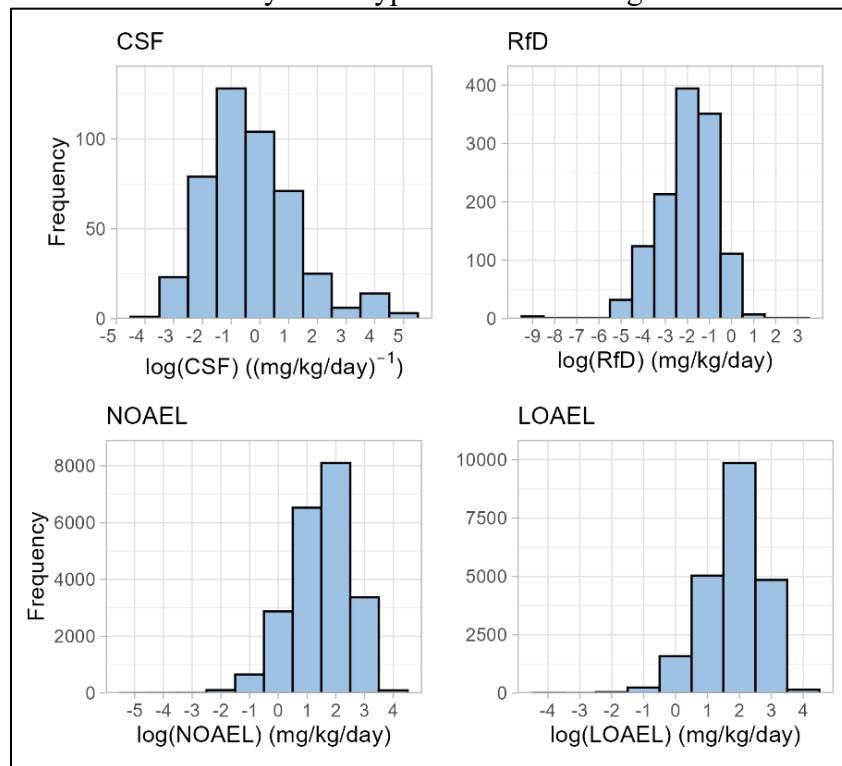 CSF
RfD
Frequency
100
50
0
-5 -4 -3 -2 -1 0 1 2 3 4 5
log(CSF) ((mg/kg/day)⁻¹)
400
300
200
100
0
-9 -8 -7 -6 -5 -4 -3 -2 -1 0 1 2 3
log(RfD) (mg/kg/day)
NOAEL
LOAEL
Frequency
8000
6000
4000
2000
0
-5 -4 -3 -2 -1 0 1 2 3 4
log(NOAEL) (mg/kg/day)
10000
7500
5000
2500
0
-4 -3 -2 -1 0 1 2 3 4
log(LOAEL) (mg/kg/day)